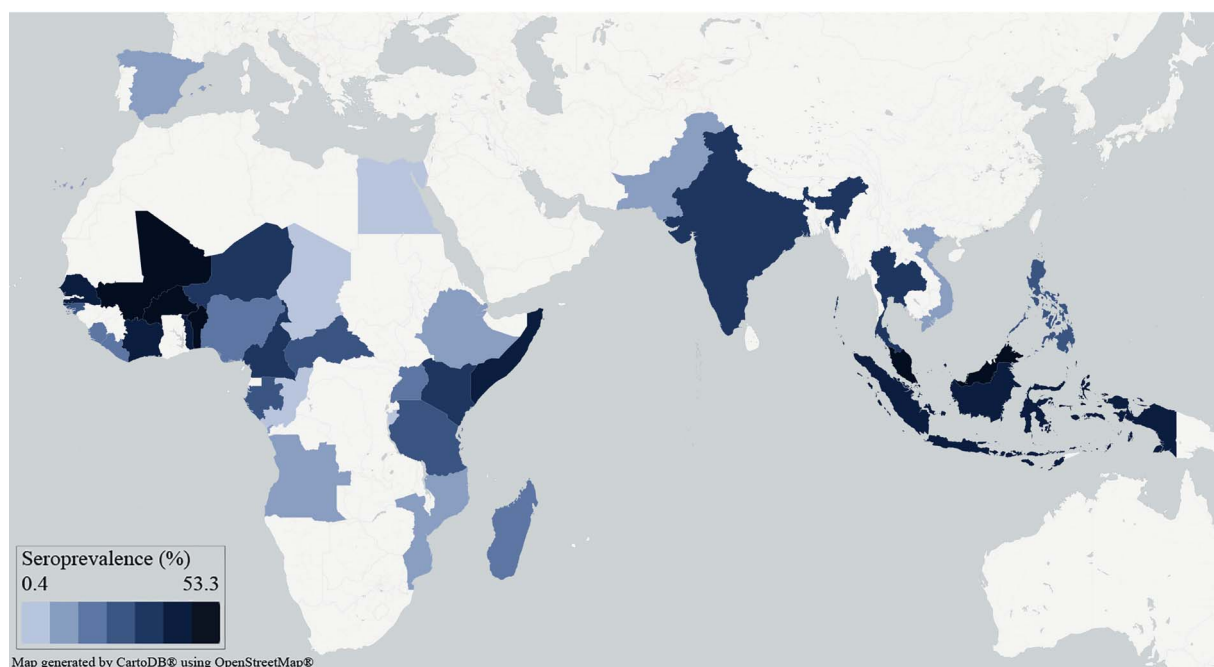 Seroprevalence (%)
0.4 53.3
Map generated by CartoDB® using OpenStreetMap®